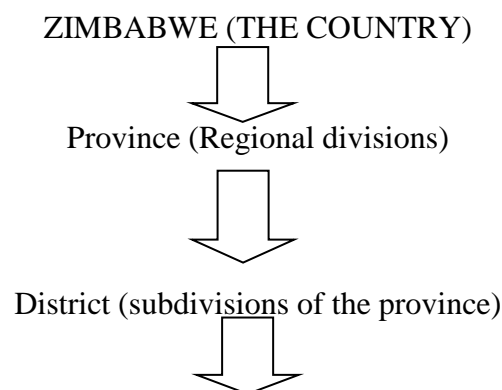 ZIMBABWE (THE COUNTRY)
Province (Regional divisions)
District (subdivisions of the province)